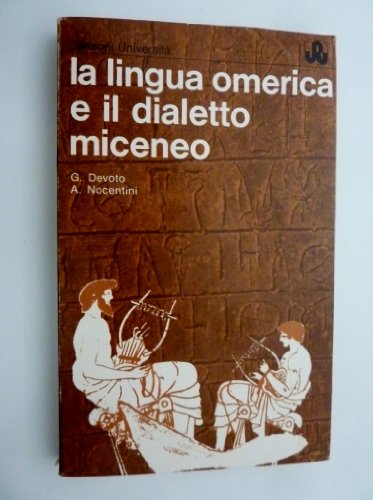 Università
la lingua omerica
e il dialetto
miceneo
G. Devoto
A. Nocentini